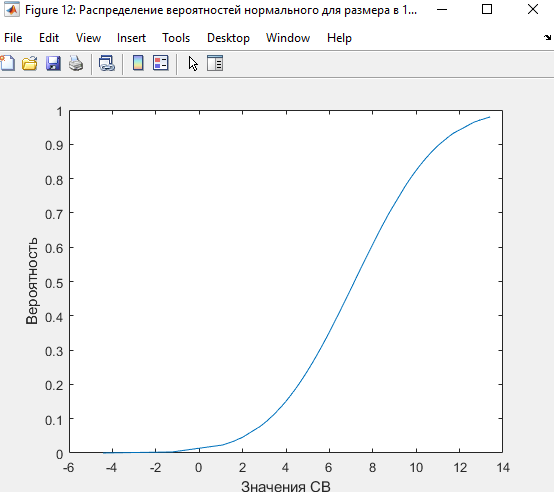 Figure 12: Распределение вероятностей нормального для размера в 1...
File Edit View Insert Tools Desktop Window Help
1
0.9
0.8
0.7
0.6
0.5
0.4
0.3
0.2
0.1
0
Вероятность
-6 -4 -2 0 2 4 6 8 10 12 14
Значения СВ